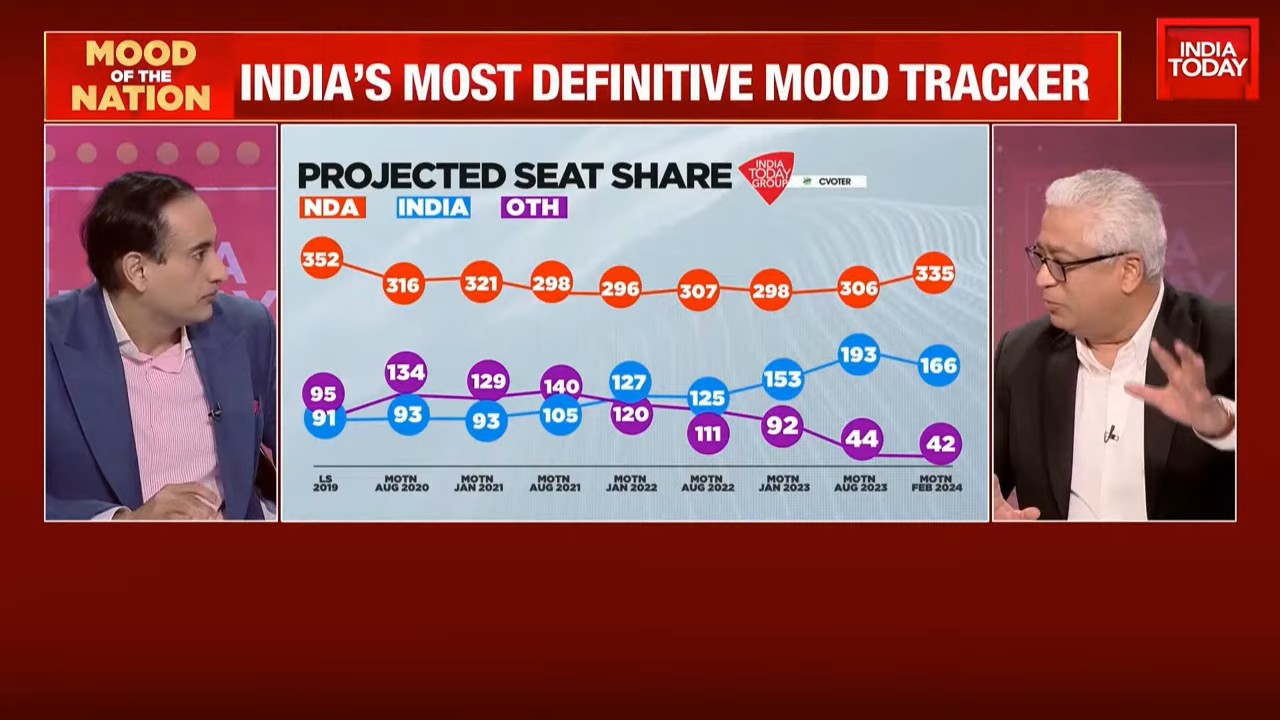 MOOD
OF THE
NATION
INDIA'S MOST DEFINITIVE MOOD TRACKER
INDIA
TODAY
PROJECTED SEAT SHARE
INDIA
TODAY
GROUP
CVOTER
NDA INDIA OTH
352 316 321 298 296 307 298 306 335
95 134 129 140 127 125 153 193 166
91 93 93 105 120 111 92 44 42
LS
2019
MOTN
AUG 2020
MOTN
JAN 2021
MOTN
AUG 2021
MOTN
JAN 2022
MOTN
AUG 2022
MOTN
JAN 2023
MOTN
AUG 2023
MOTN
FEB 2024